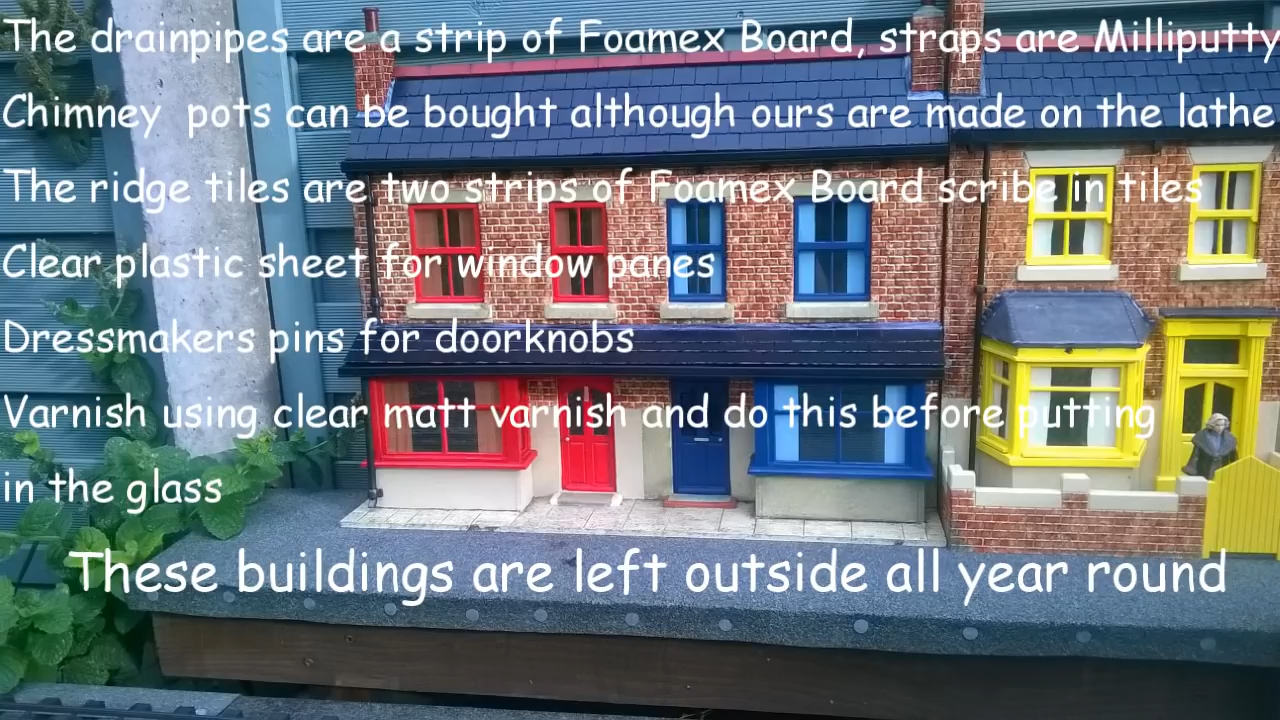 The drainpipes are a strip of Foamex Board, straps are Milliputty
Chimney pots can be bought although ours are made on the lathe
The ridge tiles are two strips of Foamex Board scribe in tiles
Clear plastic sheet for window panes
Dressmakers pins for doorknobs
Varnish using clear matt varnish and do this before putting
in the glass
These buildings are left outside all year round